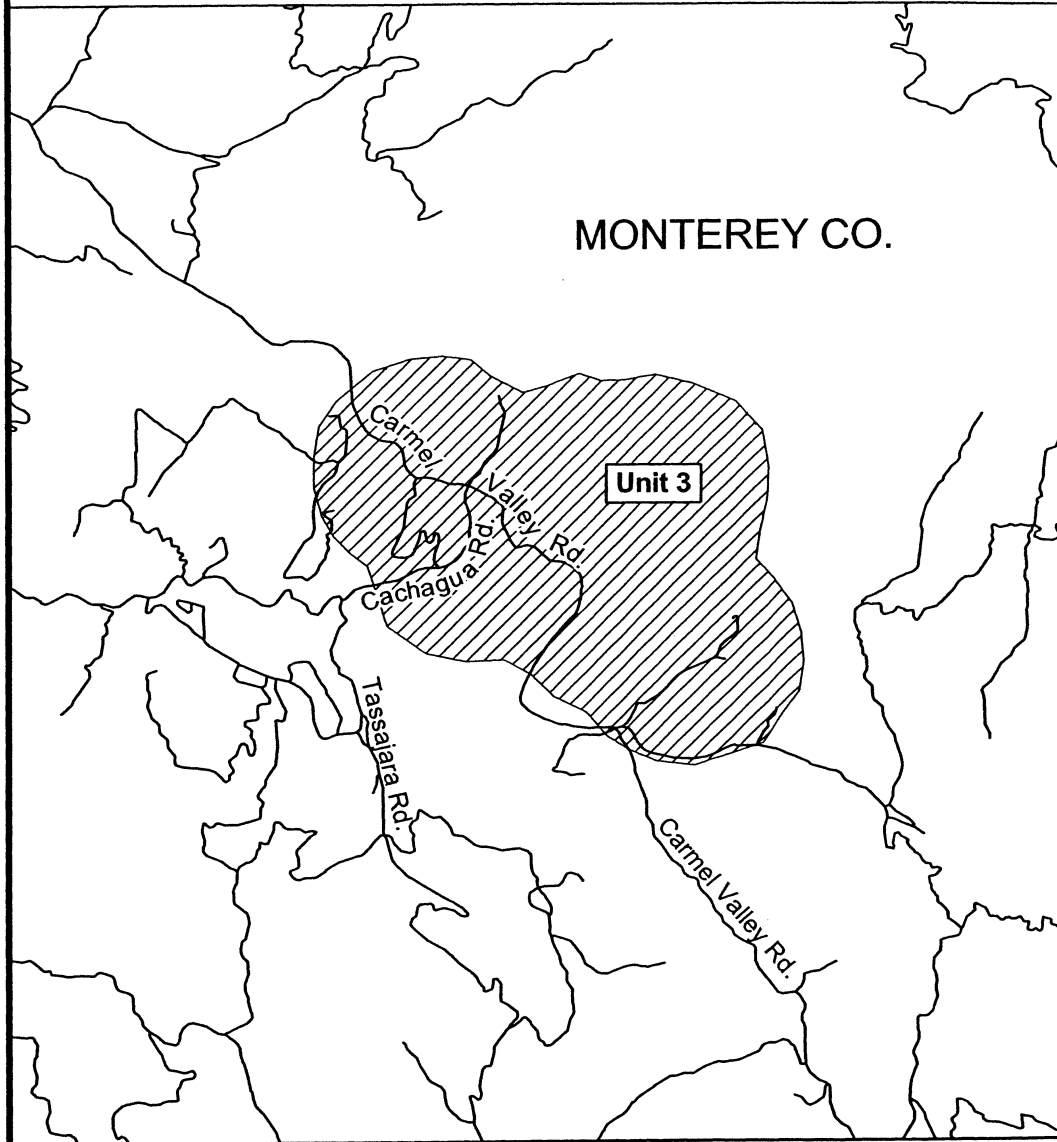 MONTEREY CO.
Carmel Valley Rd.
Unit 3
Cachagua Rd.
Tassajara Rd.
Carmel Valley Rd.